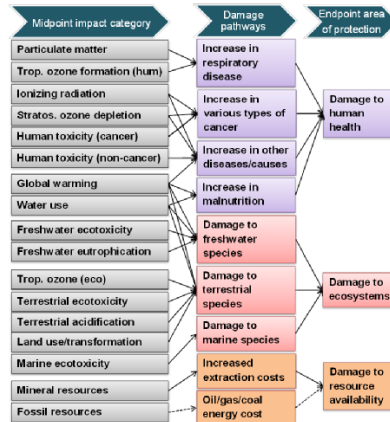 Midpoint impact category
Damage
pathways
Endpoint area
of protection
Particulate matter
Trop. ozone formation (hum)
Ionizing radiation
Stratos. ozone depletion
Human toxicity (cancer)
Human toxicity (non-cancer)
Global warming
Water use
Freshwater ecotoxicity
Freshwater eutrophication
Trop. ozone (eco)
Terrestrial ecotoxicity
Terrestrial acidification
Land use/transformation
Marine ecotoxicity
Mineral resources
Fossil resources
Increase in
respiratory
disease
Increase in
various types of
cancer
Increase in other
diseases/causes
Increase in
malnutrition
Damage to
freshwater
species
Damage to
terrestrial
species
Damage to
marine species
Increased
extraction costs
Oil/gas/coal
energy cost
Damage to
human
health
Damage to
ecosystems
Damage to
resource
availability